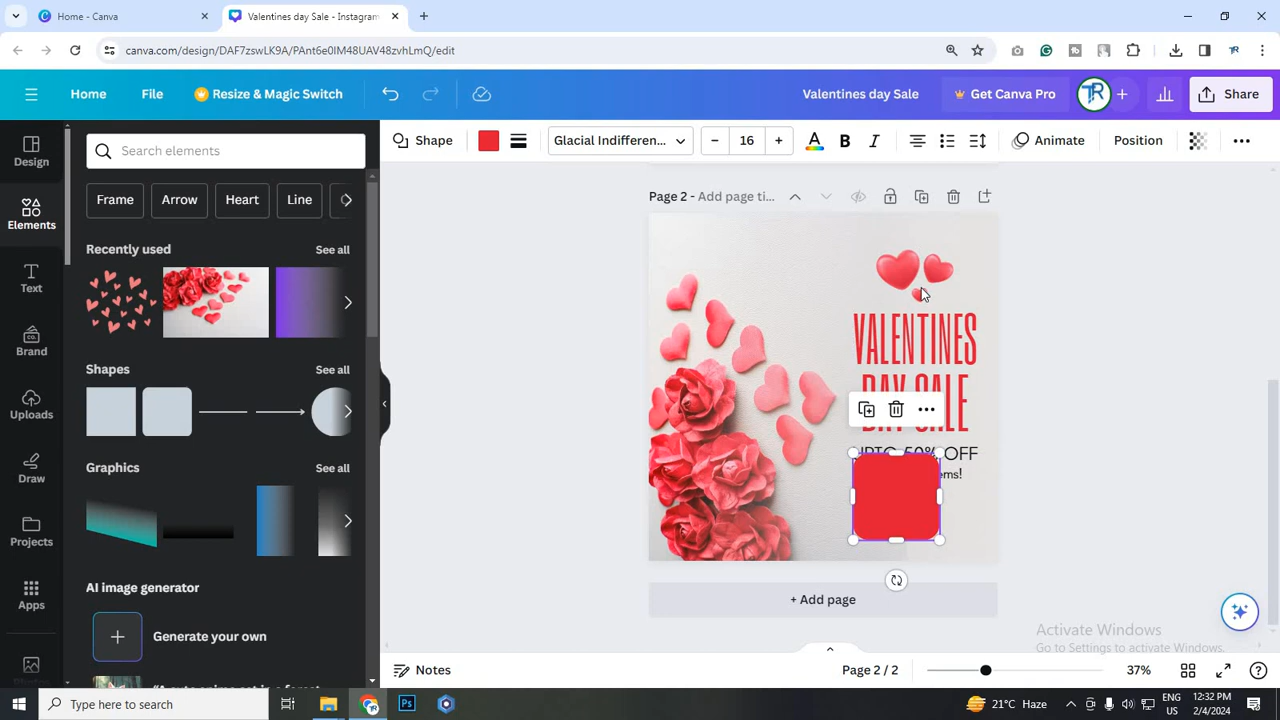 Home - Canva
Valentines day Sale - Instagram
canva.com/design/DAF7zswLK9A/PAnt6e0IM48UAV48zvhLmQ/edit
Home
File
Resize & Magic Switch
Valentines day Sale
Get Canva Pro
Share
Design
Elements
Text
Brand
Uploads
Draw
Projects
Apps
Search elements
Frame
Arrow
Heart
Line
Recently used
See all
Shapes
See all
Graphics
See all
AI image generator
Generate your own
Shape
Glacial Indifferen...
16
A
B
I
Animate
Position
Page 2 - Add page ti...
VALENTINES
DAY SALE
UPTO 50% OFF
ems!
+ Add page
Activate Windows
Go to Settings to activate Windows.
Notes
Page 2 / 2
37%
Type here to search
Ps
21°C Haze
ENG
US
12:32 PM
2/4/2024